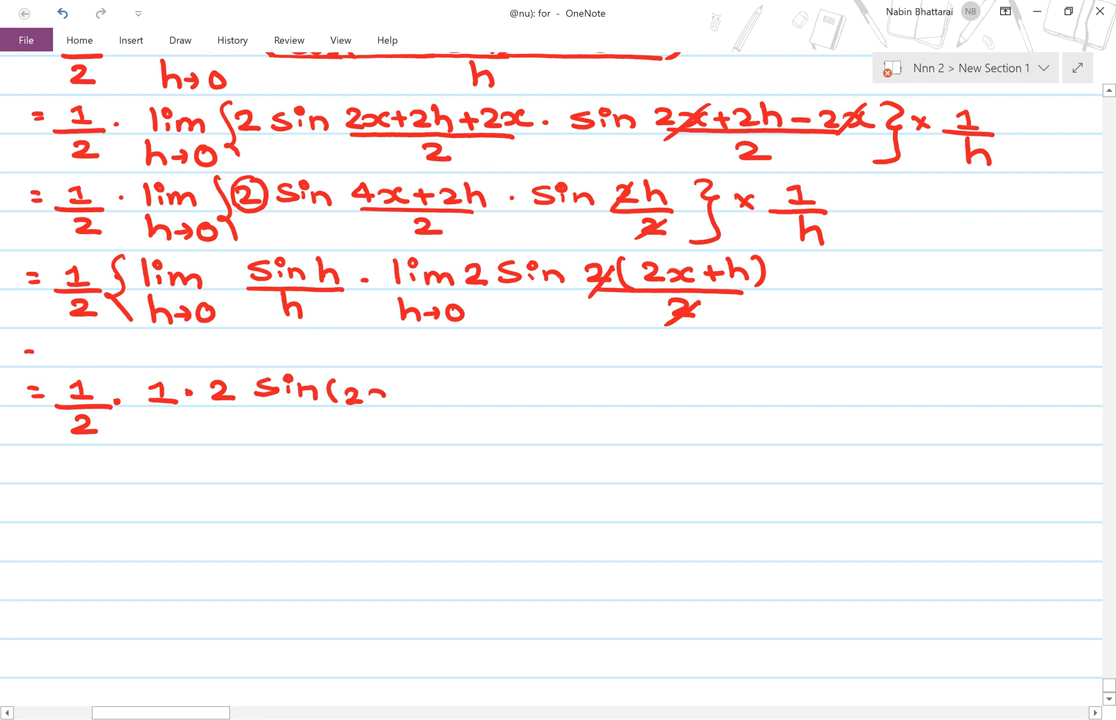 @nu): for - OneNote
Nabin Bhattarai NB
File Home Insert Draw History Review View Help
Nnn 2 > New Section 1
2 h→0 h
= 1/2 · lim h→0 {2 sin 2x+2h+2x/2 · sin 2x+2h-2x/2} × 1/h
= 1/2 · lim h→0 {2 sin 4x+2h/2 · sin 2h/2} × 1/h
= 1/2 { lim h→0 sin h/h · lim h→0 2 sin 2(2x+h)/2
= 1/2 · 1 · 2 sin(2